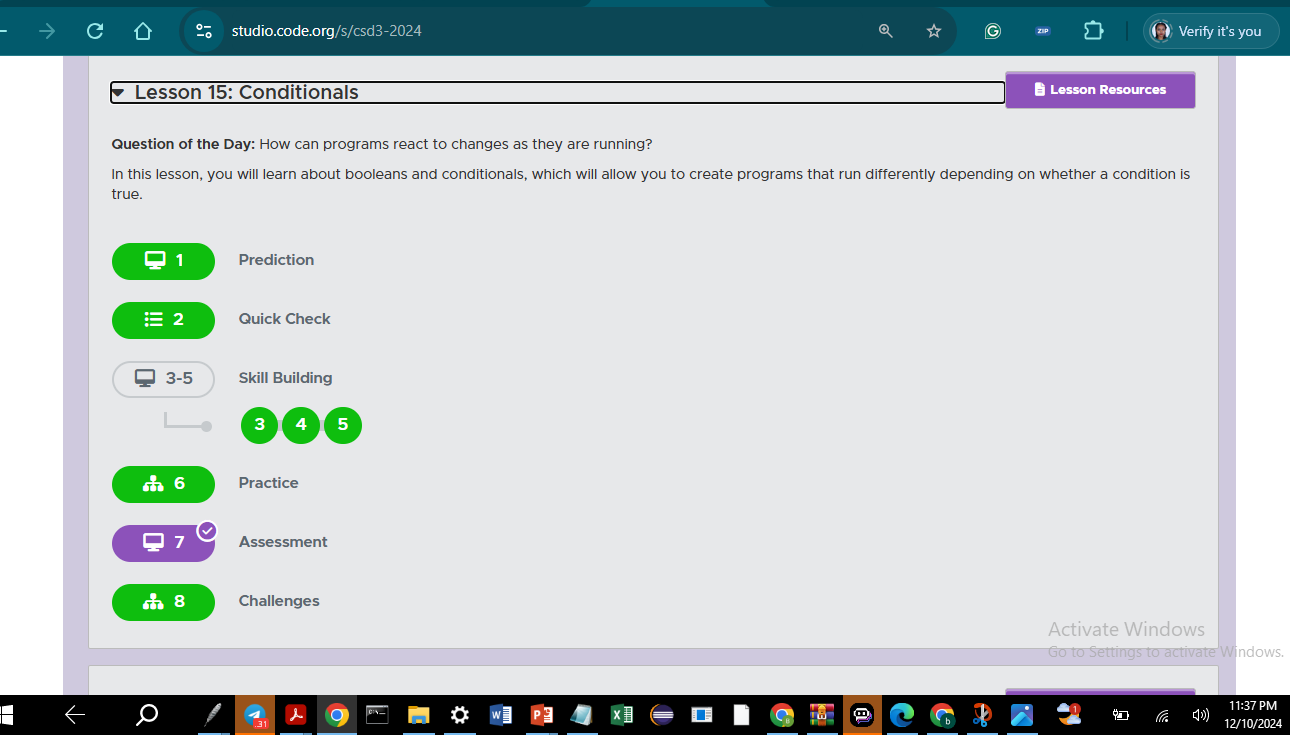 studio.code.org/s/csd3-2024
ZIP
Verify it's you
Lesson 15: Conditionals
Lesson Resources
Question of the Day: How can programs react to changes as they are running?
In this lesson, you will learn about booleans and conditionals, which will allow you to create programs that run differently depending on whether a condition is
true.
1 Prediction
2 Quick Check
3-5 Skill Building
3 4 5
6 Practice
7 Assessment
8 Challenges
Activate Windows
Go to Settings to activate Windows.
31
1
11:37 PM
12/10/2024